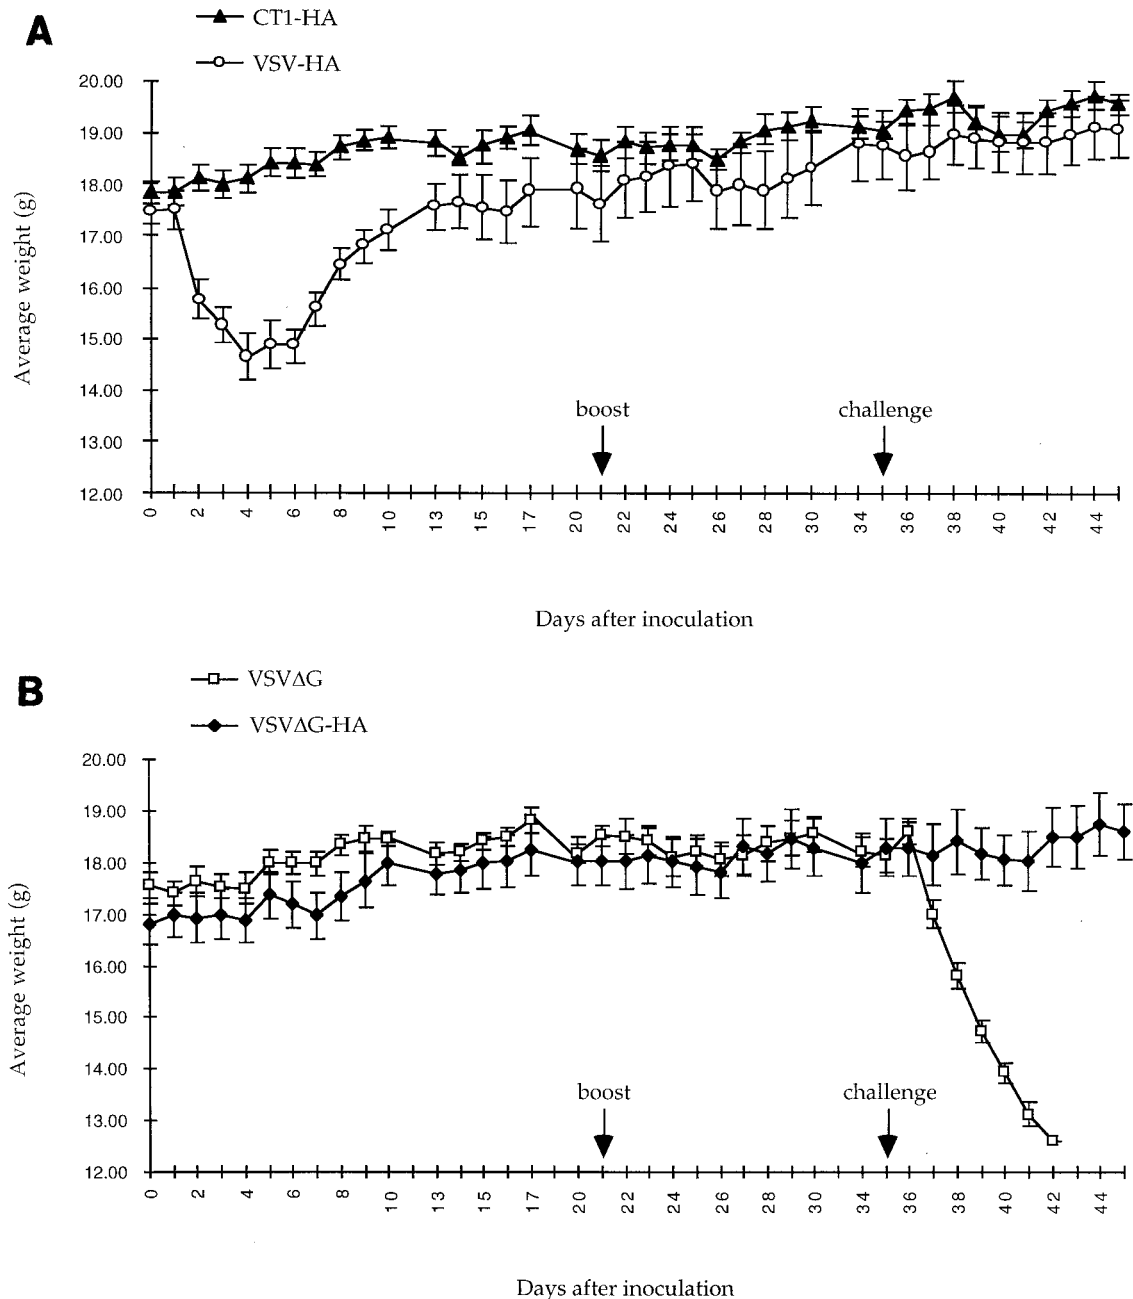 A
CT1-HA
VSV-HA
20.00
19.00
18.00
17.00
16.00
15.00
14.00
13.00
12.00
Average weight (g)
boost
challenge
0 2 4 6 8 10 13 15 17 20 22 24 26 28 30 34 36 38 40 42 44
Days after inoculation
B
VSVΔG
VSVΔG-HA
20.00
19.00
18.00
17.00
16.00
15.00
14.00
13.00
12.00
Average weight (g)
boost
challenge
0 2 4 6 8 10 13 15 17 20 22 24 26 28 30 34 36 38 40 42 44
Days after inoculation